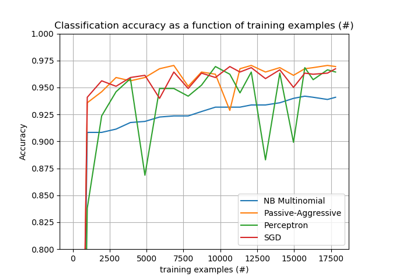 Classification accuracy as a function of training examples (#)
1.000
0.975
0.950
0.925
0.900
0.875
0.850
0.825
0.800
Accuracy
0
2500
5000
7500
10000
12500
15000
17500
training examples (#)
NB Multinomial
Passive-Aggressive
Perceptron
SGD